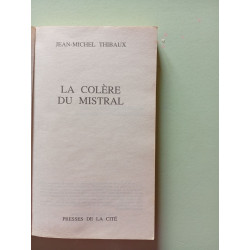 JEAN-MICHEL THIBAUX
LA COLÈRE
DU MISTRAL
PRESSES DE LA CITÉ